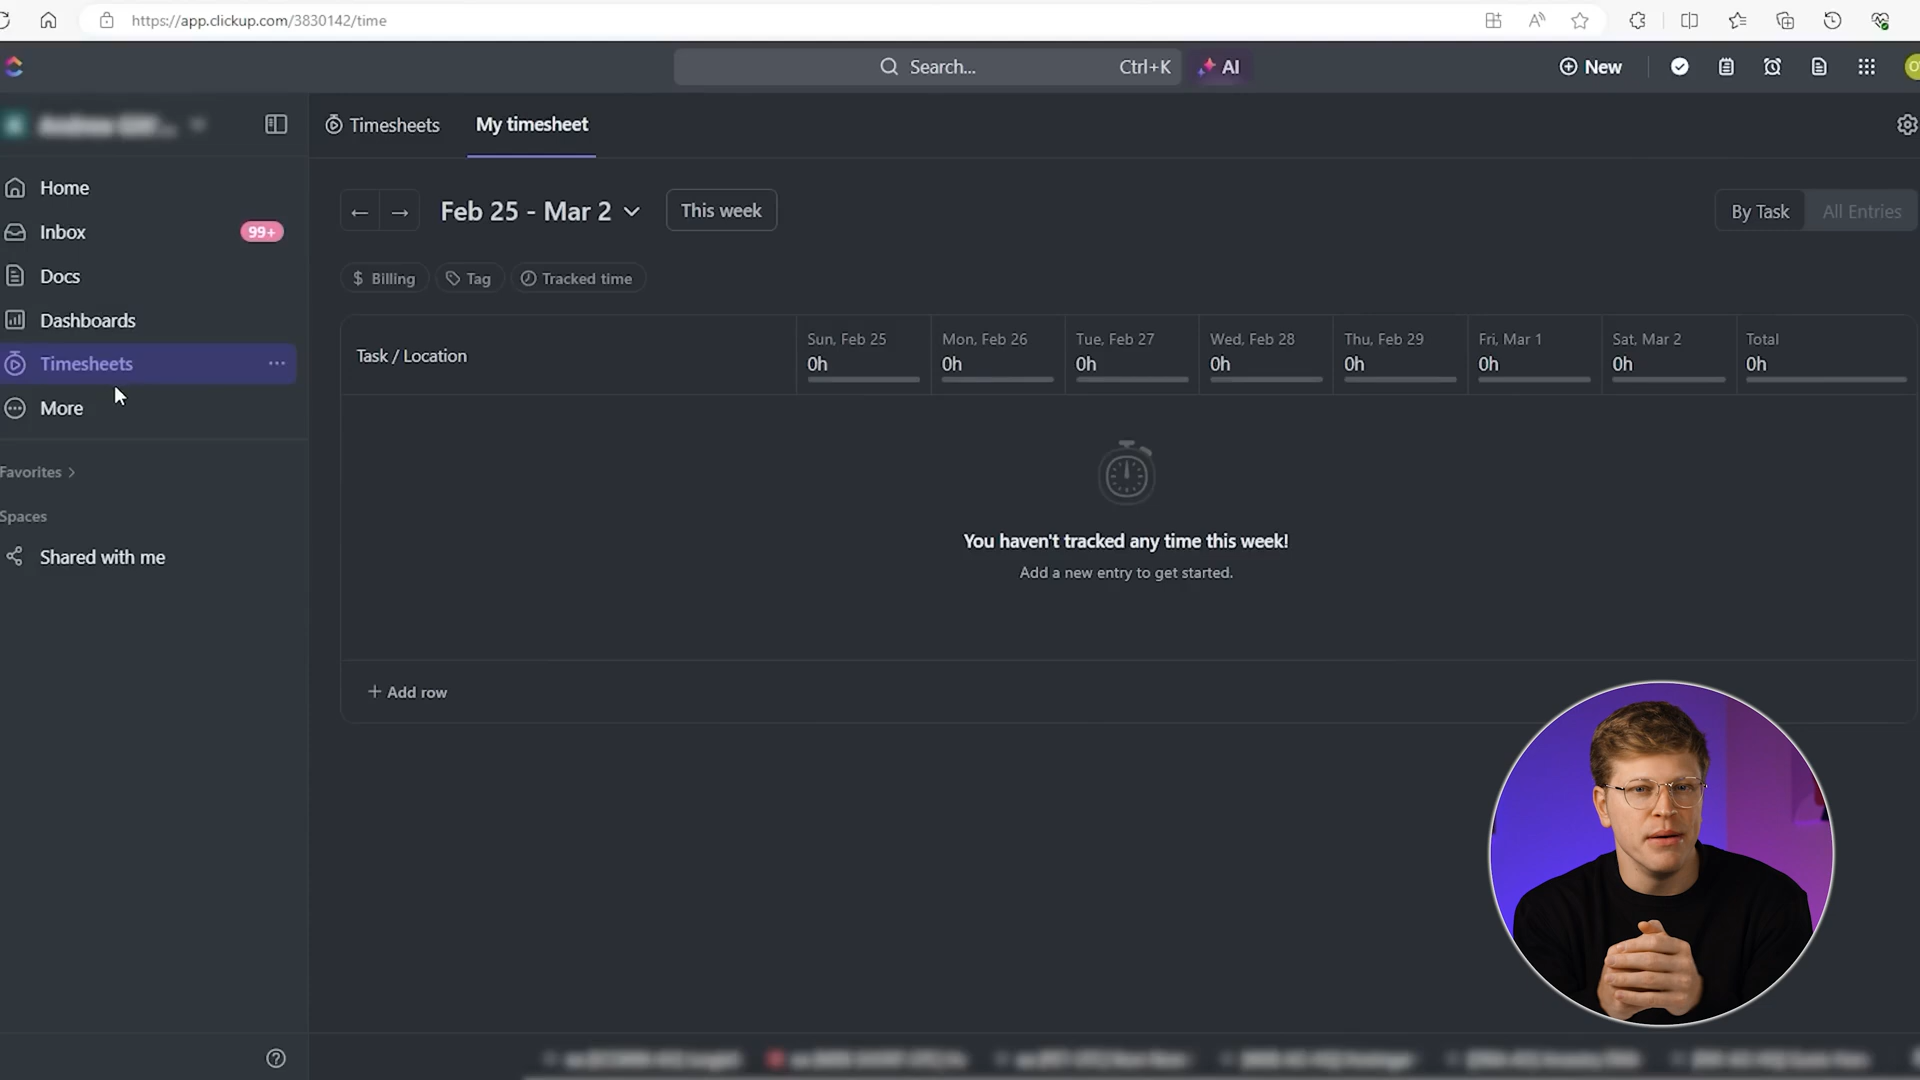 https://app.clickup.com/3830142/time
Search...
Ctrl+K
AI
New
Timesheets
My timesheet
Home
Inbox
99+
Docs
Dashboards
Timesheets
More
Favorites
Spaces
Shared with me
Feb 25 - Mar 2
This week
By Task
All Entries
$ Billing
Tag
Tracked time
Task / Location
Sun, Feb 25
0h
Mon, Feb 26
0h
Tue, Feb 27
0h
Wed, Feb 28
0h
Thu, Feb 29
0h
Fri, Mar 1
0h
Sat, Mar 2
0h
Total
0h
You haven't tracked any time this week!
Add a new entry to get started.
+ Add row